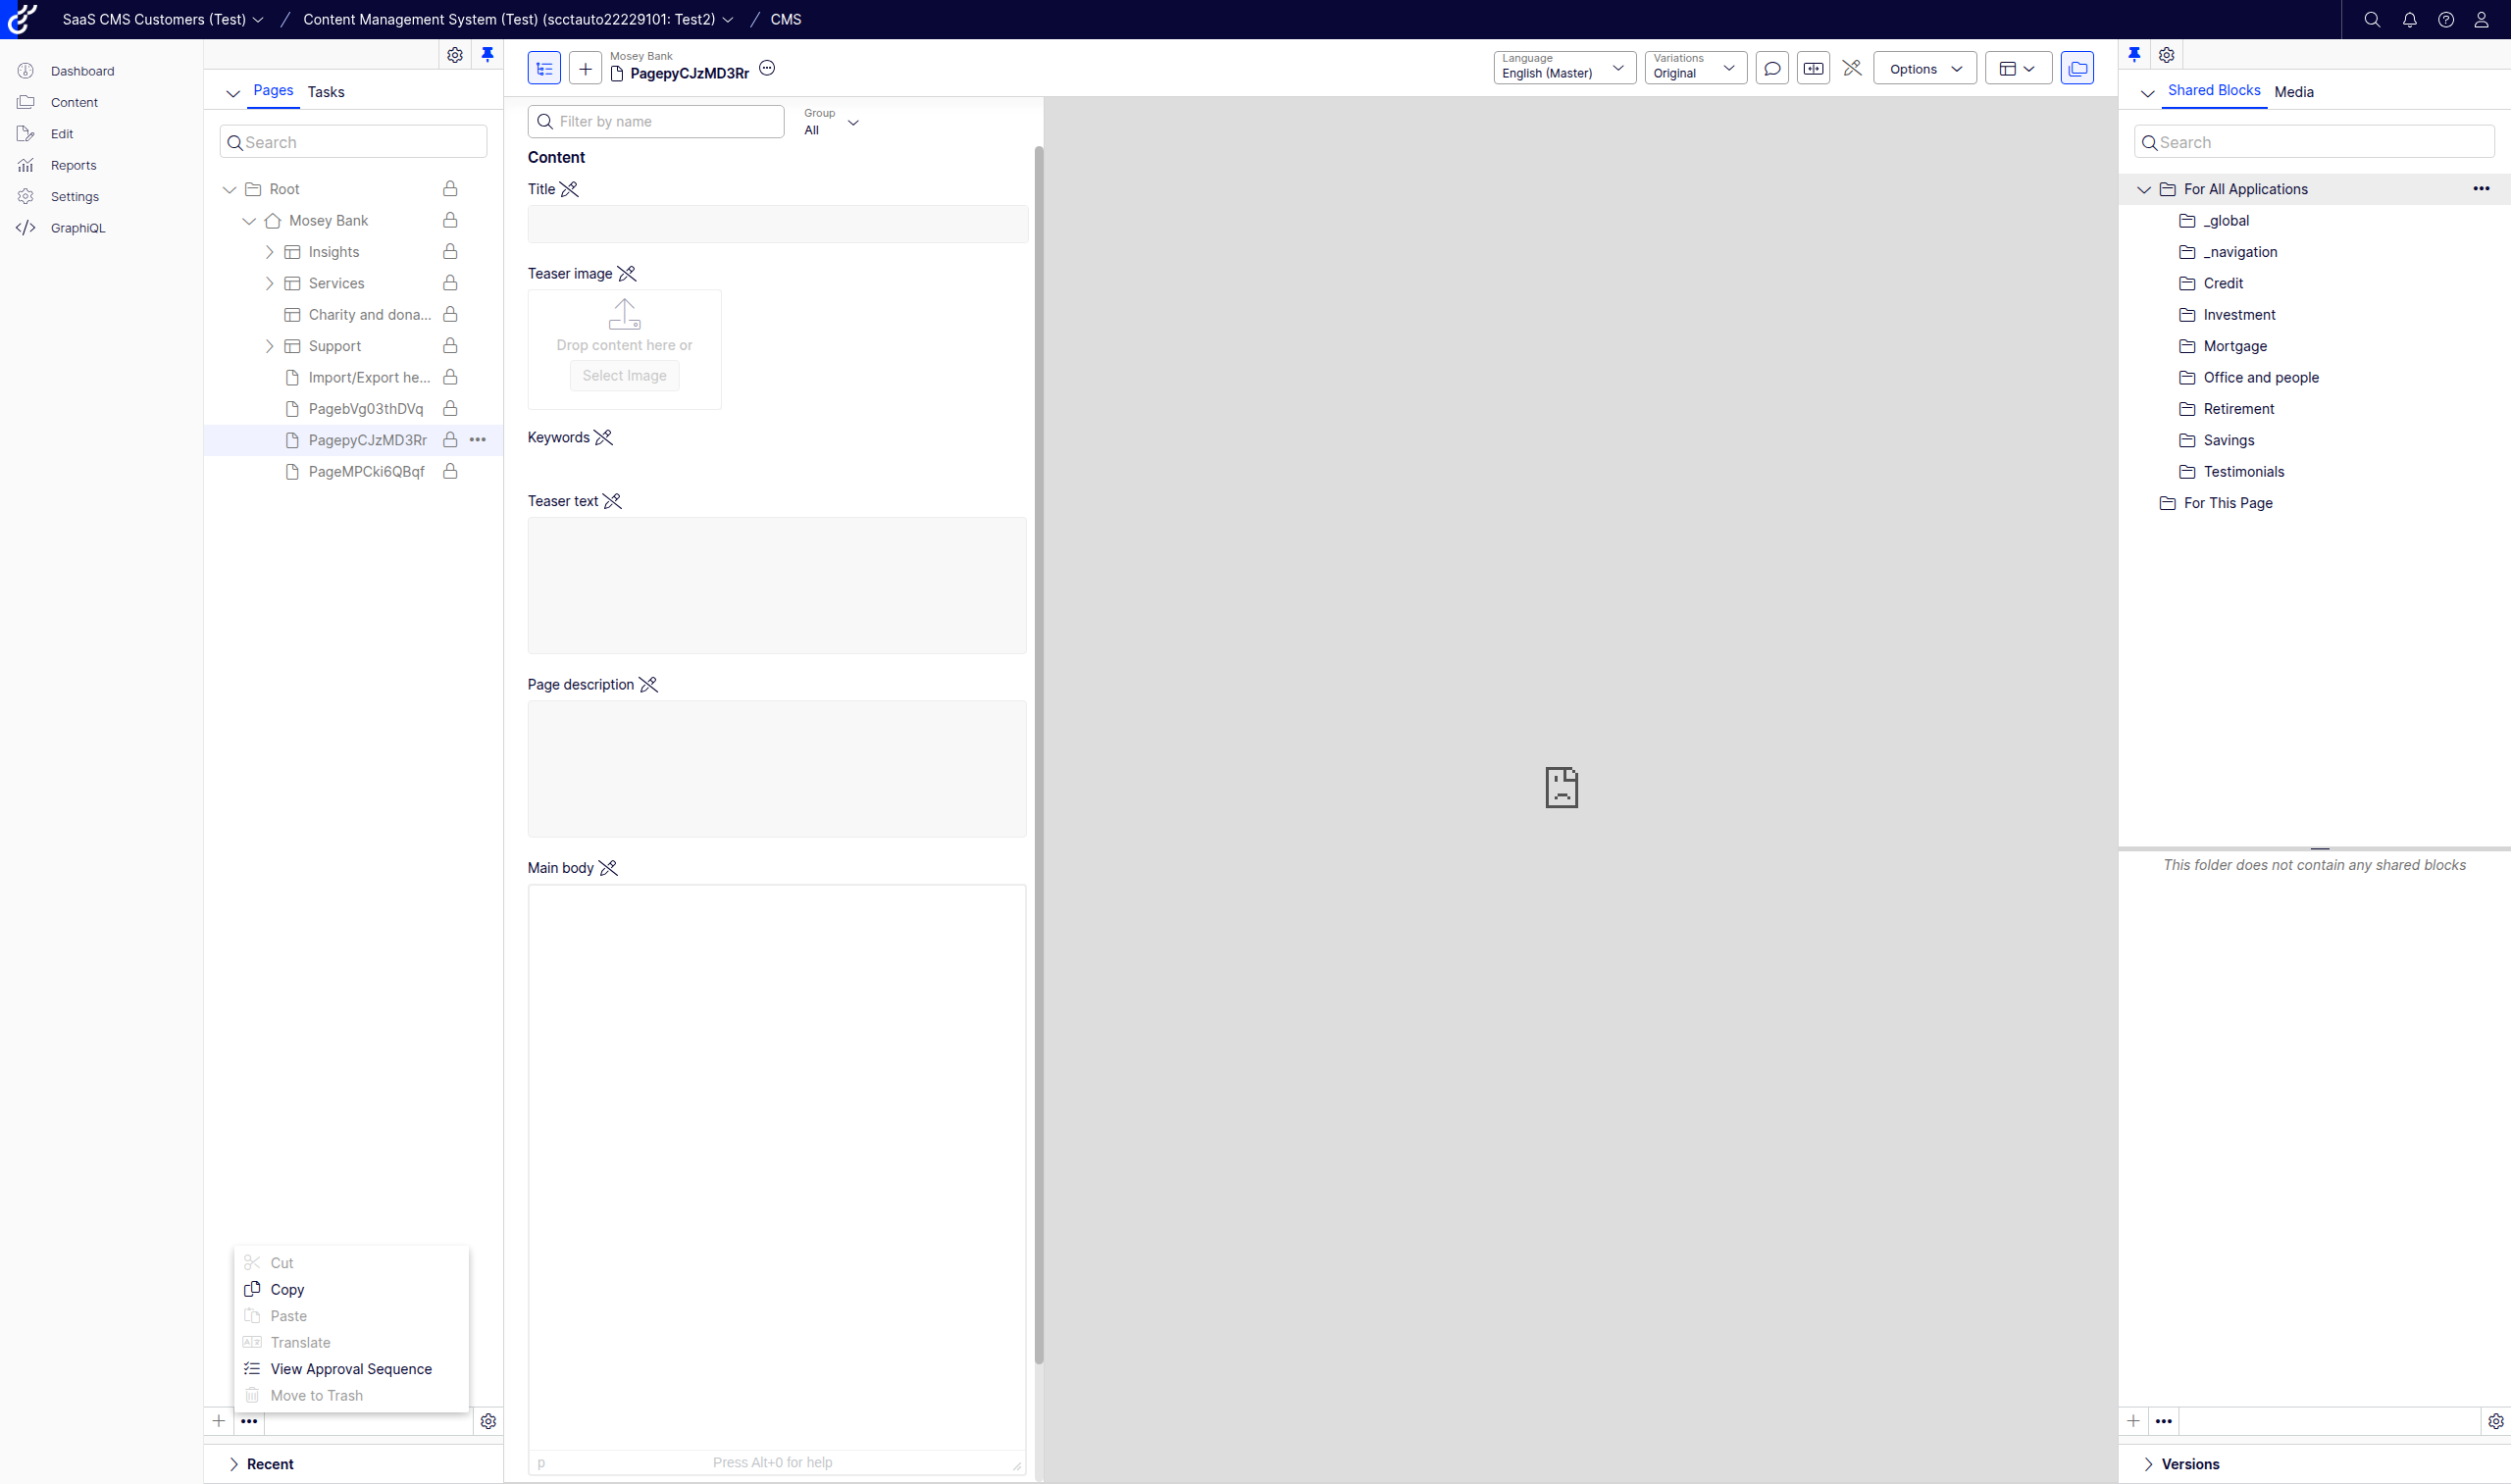 SaaS CMS Customers (Test) / Content Management System (Test) (scctauto22229101: Test2) / CMS
Dashboard
Content
Edit
Reports
Settings
GraphiQL
Pages Tasks
Search
Root
Mosey Bank
Insights
Services
Charity and dona...
Support
Import/Export he...
PagebVg03thDVq
PagepyCJzMD3Rr
PageMPCki6QBqf
Cut
Copy
Paste
Translate
View Approval Sequence
Move to Trash
Recent
Mosey Bank
PagepyCJzMD3Rr
Language
English (Master)
Variations
Original
Options
Filter by name
Group
All
Content
Title
Teaser image
Drop content here or
Select Image
Keywords
Teaser text
Page description
Main body
p
Press Alt+0 for help
Shared Blocks Media
Search
For All Applications
_global
_navigation
Credit
Investment
Mortgage
Office and people
Retirement
Savings
Testimonials
For This Page
This folder does not contain any shared blocks
Versions